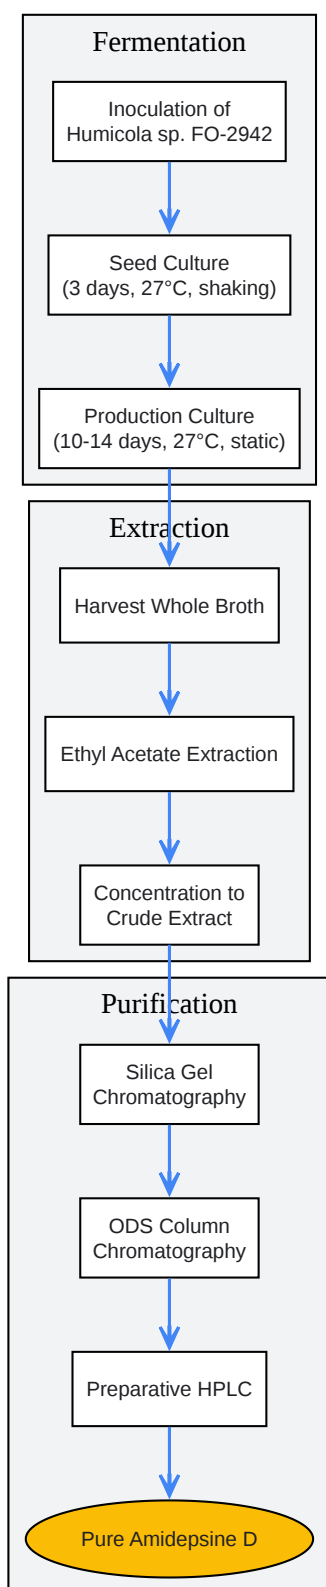 Fermentation
Inoculation of
Humicola sp. FO-2942
Seed Culture
(3 days, 27°C, shaking)
Production Culture
(10-14 days, 27°C, static)
Extraction
Harvest Whole Broth
Ethyl Acetate Extraction
Concentration to
Crude Extract
Purification
Silica Gel
Chromatography
ODS Column
Chromatography
Preparative HPLC
Pure Amidepsine D